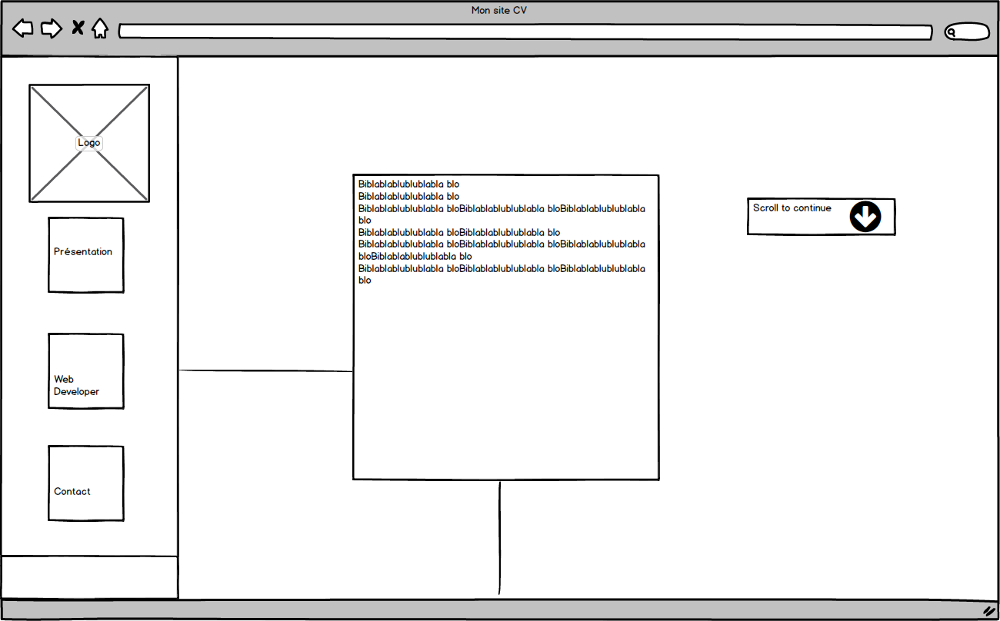 Mon site CV
Logo
Présentation
Web
Developer
Contact
Biblablablublublabla blo
Biblablablublublabla blo
Biblablablublublabla bloBiblablablublublabla bloBiblablablublublabla
blo
Biblablablublublabla bloBiblablablublublabla blo
Biblablablublublabla bloBiblablablublublabla bloBiblablablublublabla
bloBiblablablublublabla blo
Biblablablublublabla bloBiblablablublublabla bloBiblablablublublabla
blo
Scroll to continue